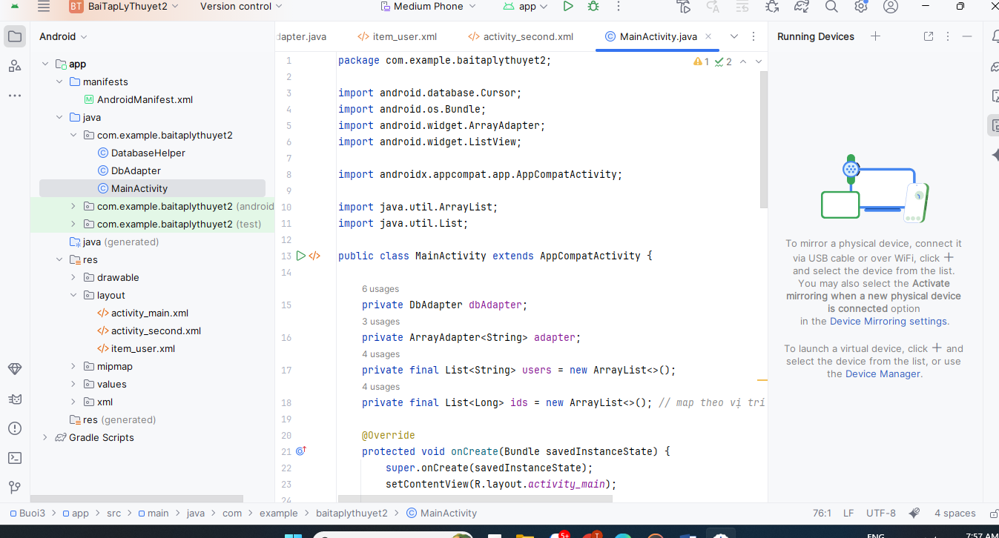 BT BaiTapLyThuyet2 Version control Medium Phone app
Android
dapter.java item_user.xml activity_second.xml MainActivity.java
Running Devices
app
manifests
AndroidManifest.xml
java
com.example.baitaplythuyet2
DatabaseHelper
DbAdapter
MainActivity
com.example.baitaplythuyet2 (android
com.example.baitaplythuyet2 (test)
java (generated)
res
drawable
layout
activity_main.xml
activity_second.xml
item_user.xml
mipmap
values
xml
res (generated)
Gradle Scripts
1 package com.example.baitaplythuyet2;
1 2
2
3 import android.database.Cursor;
4 import android.os.Bundle;
5 import android.widget.ArrayAdapter;
6 import android.widget.ListView;
7
8 import androidx.appcompat.app.AppCompatActivity;
9
10 import java.util.ArrayList;
11 import java.util.List;
12
13 public class MainActivity extends AppCompatActivity {
14
6 usages
15 private DbAdapter dbAdapter;
3 usages
16 private ArrayAdapter<String> adapter;
4 usages
17 private final List<String> users = new ArrayList<>();
4 usages
18 private final List<Long> ids = new ArrayList<>(); // map theo vị trí
19
20 @Override
21 protected void onCreate(Bundle savedInstanceState) {
22 super.onCreate(savedInstanceState);
23 setContentView(R.layout.activity_main);
24
To mirror a physical device, connect it
via USB cable or over WiFi, click +
and select the device from the list.
You may also select the Activate
mirroring when a new physical device
is connected option
in the Device Mirroring settings.
To launch a virtual device, click + and
select the device from the list, or use
the Device Manager.
Buoi3 > app > src > main > java > com > example > baitaplythuyet2 > MainActivity
76:1 LF UTF-8 4 spaces
5+
T
ENG
7:57 AM